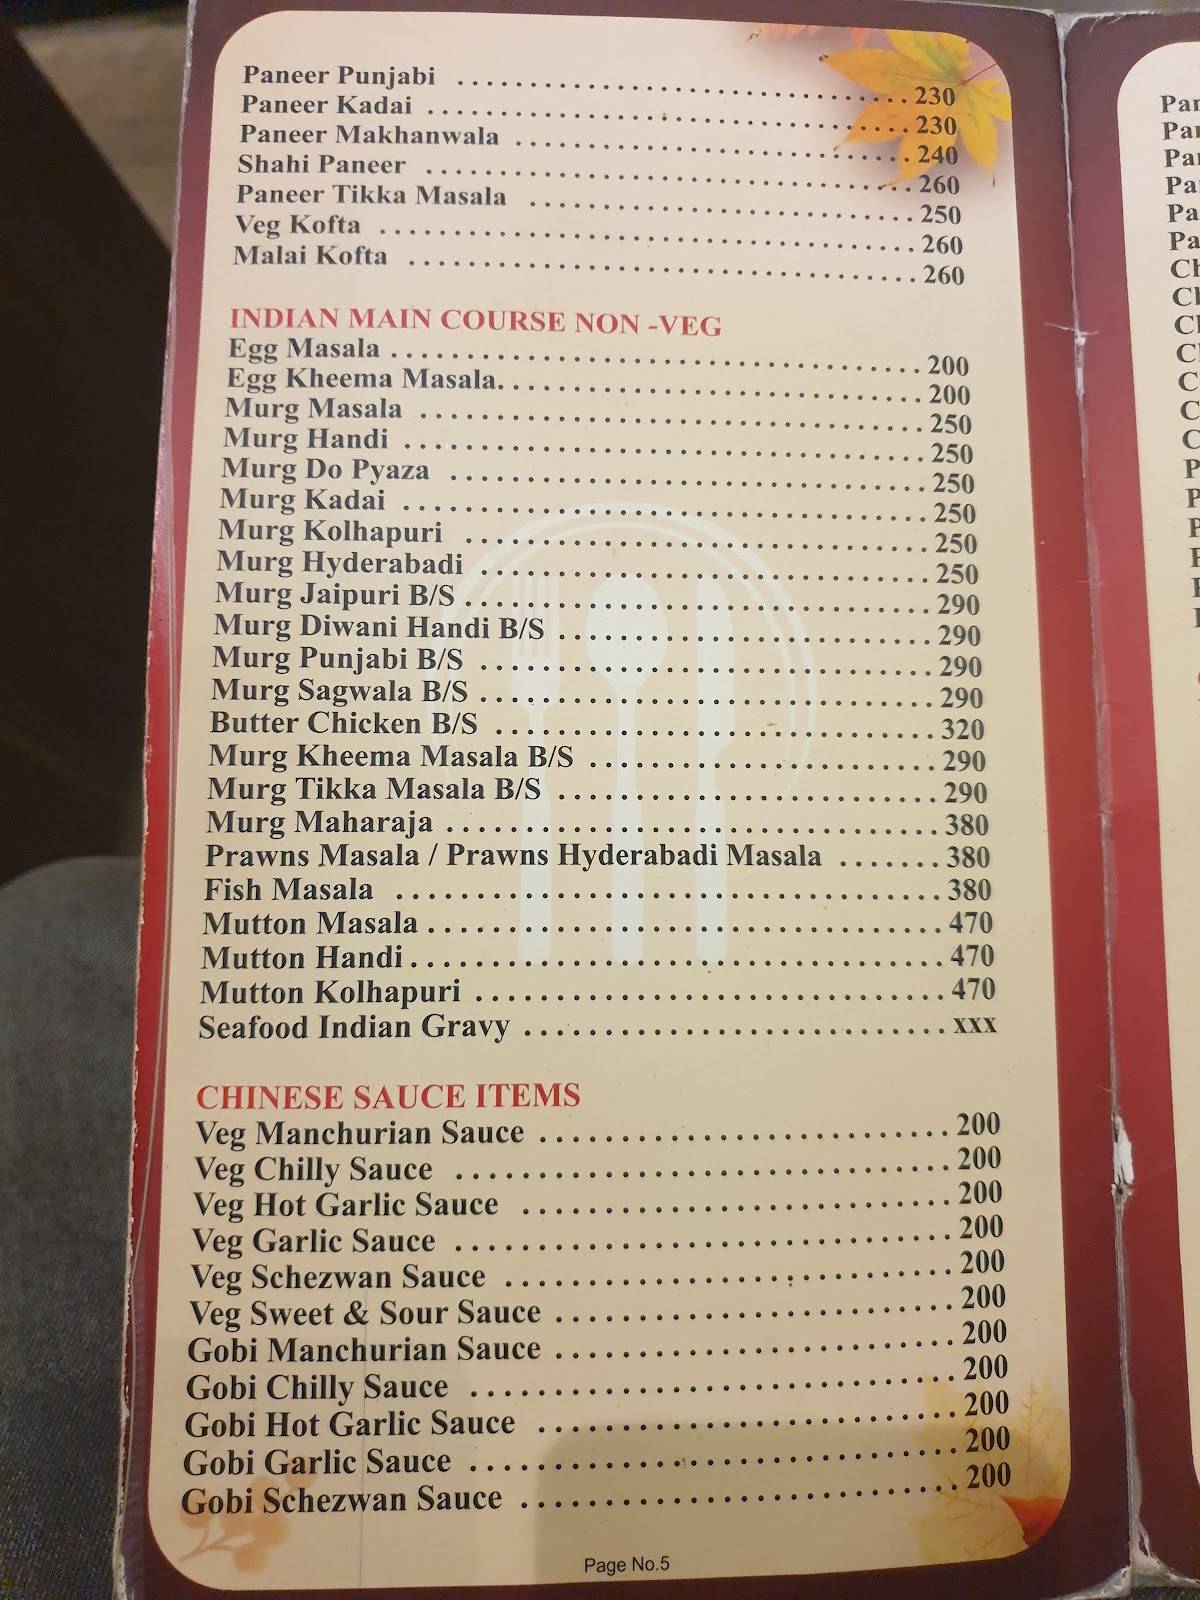 Paneer Punjabi 230
Paneer Kadai 230
Paneer Makhanwala 240
Shahi Paneer 260
Paneer Tikka Masala 250
Veg Kofta 260
Malai Kofta 260
INDIAN MAIN COURSE NON -VEG
Egg Masala 200
Egg Kheema Masala 200
Murg Masala 250
Murg Handi 250
Murg Do Pyaza 250
Murg Kadai 250
Murg Kolhapuri 250
Murg Hyderabadi 250
Murg Jaipuri B/S 290
Murg Diwani Handi B/S 290
Murg Punjabi B/S 290
Murg Sagwala B/S 290
Butter Chicken B/S 320
Murg Kheema Masala B/S 290
Murg Tikka Masala B/S 290
Murg Maharaja 380
Prawns Masala / Prawns Hyderabadi Masala 380
Fish Masala 380
Mutton Masala 470
Mutton Handi 470
Mutton Kolhapuri 470
Seafood Indian Gravy xxx
CHINESE SAUCE ITEMS
Veg Manchurian Sauce 200
Veg Chilly Sauce 200
Veg Hot Garlic Sauce 200
Veg Garlic Sauce 200
Veg Schezwan Sauce 200
Veg Sweet & Sour Sauce 200
Gobi Manchurian Sauce 200
Gobi Chilly Sauce 200
Gobi Hot Garlic Sauce 200
Gobi Garlic Sauce 200
Gobi Schezwan Sauce 200
Page No.5